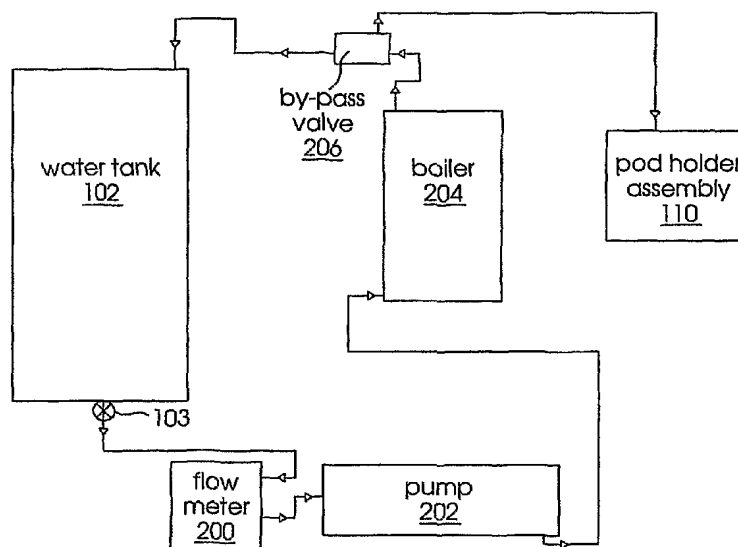 by-pass
valve
206
water tank
102
boiler
204
pod holder
assembly
110
103
flow
meter
200
pump
202